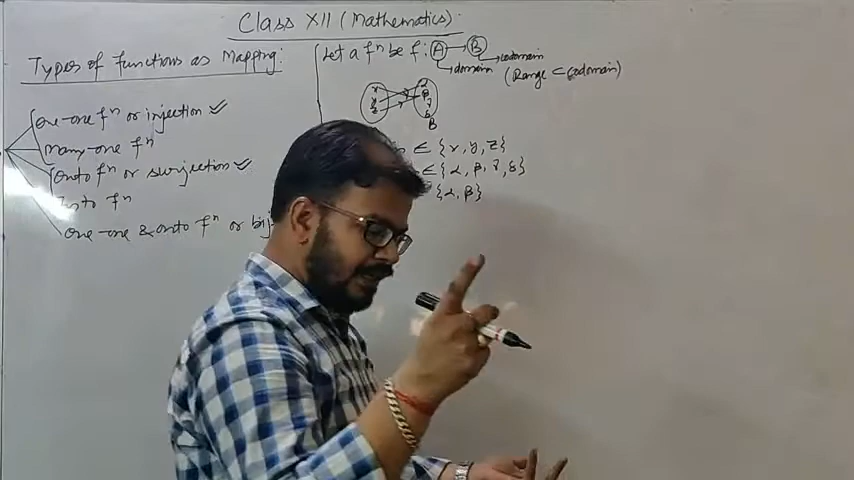 Class XII (Mathematics)
Types of functions as Mapping:
One-one fⁿ or injection ✓
Many-one fⁿ
Onto fⁿ or surjection ✓
Into fⁿ
One-one & onto fⁿ or bij
Let a fⁿ be f: A → B
→ domain → codomain
(Range ⊂ codomain)
x α
y β
z γ
δ
B
∈ {x, y, z}
∈ {α, β, γ, δ}
{α, β}